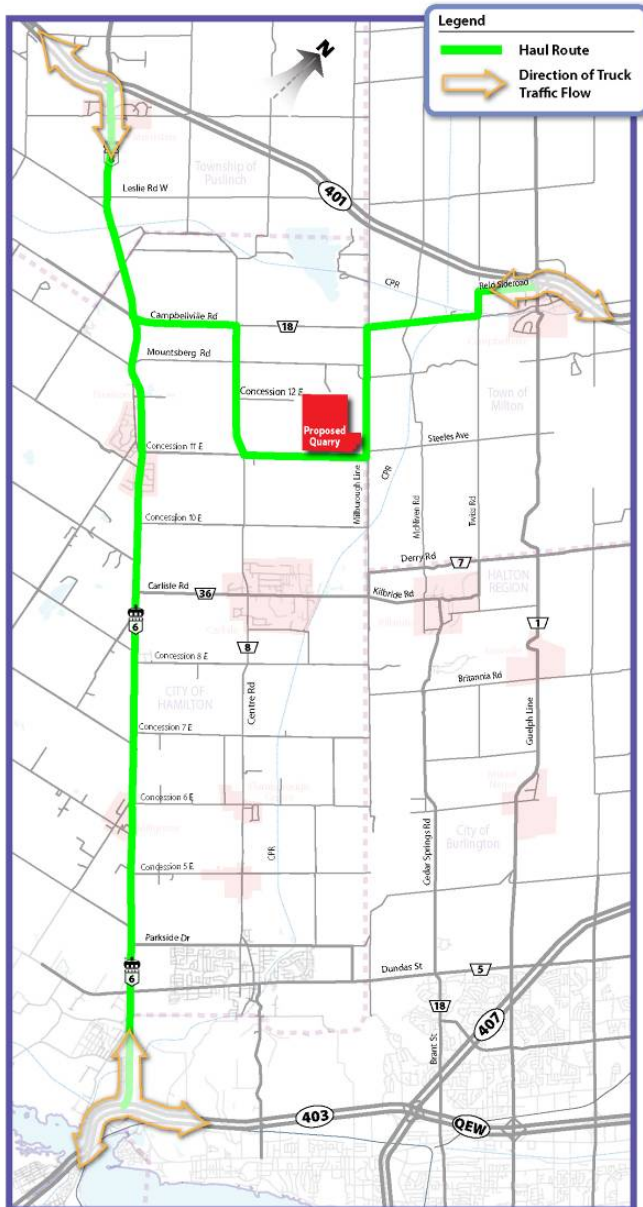 Legend
Haul Route
Direction of Truck
Traffic Flow
N
Township of
Puslinch
Leslie Rd W
401
CPR
Reid Sideroad
Campbellville Rd
18
Mountsberg Rd
Town of
Milton
Concession 12 E
Proposed
Quarry
Concession 11 E
Steeles Ave
Milburough Line
CPR
McNiven Rd
Twiss Rd
Concession 10 E
Derry Rd
7
Carlisle Rd
36
Kilbride Rd
HALTON
REGION
6
8
1
Concession 8 E
Centre Rd
Britannia Rd
CITY OF
HAMILTON
Guelph Line
Concession 7 E
Concession 6 E
Cedar Springs Rd
City of
Burlington
CPR
Concession 5 E
Parkside Dr
Dundas St
5
6
18
407
Brant St
403
QEW